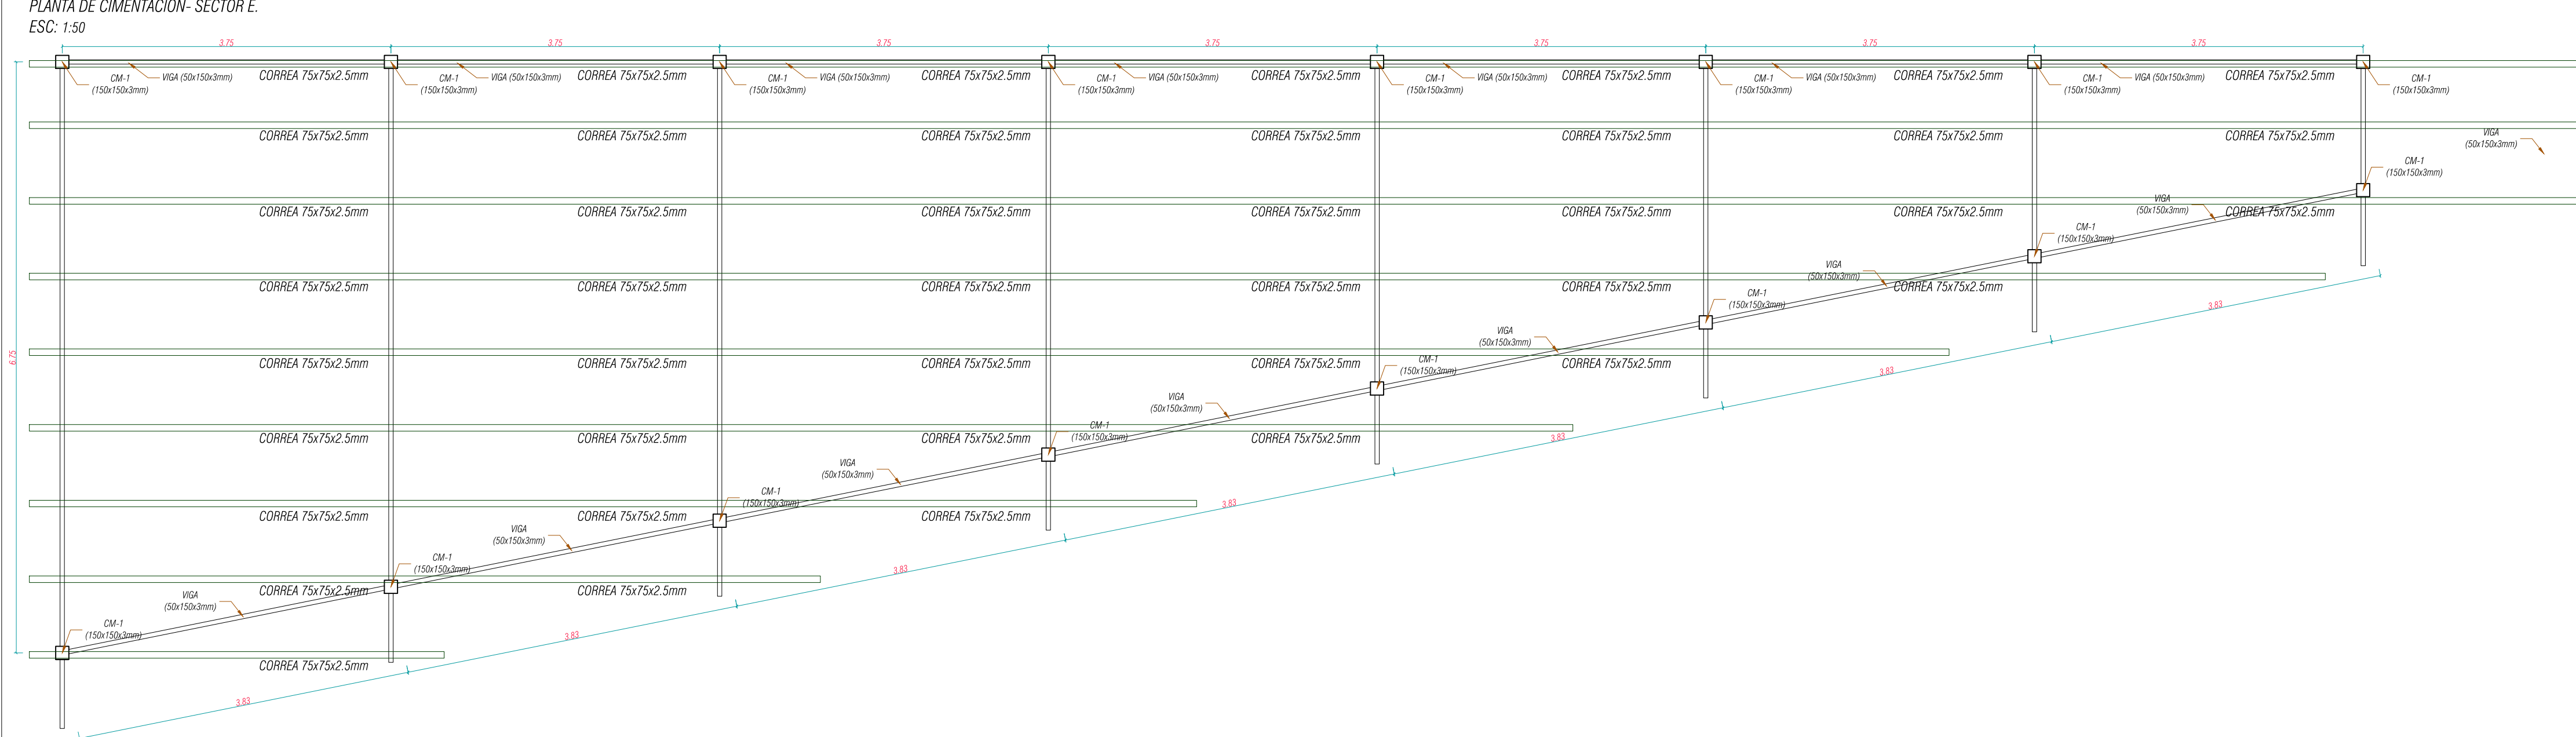 PLANTA DE CIMENTACION- SECTOR E.
ESC: 1:50
3.75
3.75
3.75
3.75
3.75
3.75
3.75
CM-1
(150x150x3mm)
VIGA (50x150x3mm)
CORREA 75x75x2.5mm
CM-1
(150x150x3mm)
VIGA (50x150x3mm)
CORREA 75x75x2.5mm
CM-1
(150x150x3mm)
VIGA (50x150x3mm)
CORREA 75x75x2.5mm
CM-1
(150x150x3mm)
VIGA (50x150x3mm)
CORREA 75x75x2.5mm
CM-1
(150x150x3mm)
VIGA (50x150x3mm)
CORREA 75x75x2.5mm
CM-1
(150x150x3mm)
VIGA (50x150x3mm)
CORREA 75x75x2.5mm
CM-1
(150x150x3mm)
VIGA (50x150x3mm)
CORREA 75x75x2.5mm
CM-1
(150x150x3mm)
CORREA 75x75x2.5mm
CORREA 75x75x2.5mm
CORREA 75x75x2.5mm
CORREA 75x75x2.5mm
CORREA 75x75x2.5mm
CORREA 75x75x2.5mm
CORREA 75x75x2.5mm
VIGA
(50x150x3mm)
CM-1
(150x150x3mm)
CORREA 75x75x2.5mm
CORREA 75x75x2.5mm
CORREA 75x75x2.5mm
CORREA 75x75x2.5mm
CORREA 75x75x2.5mm
CORREA 75x75x2.5mm
VIGA
(50x150x3mm)
CORREA 75x75x2.5mm
CM-1
(150x150x3mm)
CORREA 75x75x2.5mm
CORREA 75x75x2.5mm
CORREA 75x75x2.5mm
CORREA 75x75x2.5mm
CORREA 75x75x2.5mm
VIGA
(50x150x3mm)
CORREA 75x75x2.5mm
CM-1
(150x150x3mm)
3.83
6.75
CORREA 75x75x2.5mm
CORREA 75x75x2.5mm
CORREA 75x75x2.5mm
CORREA 75x75x2.5mm
VIGA
(50x150x3mm)
CORREA 75x75x2.5mm
CM-1
(150x150x3mm)
3.83
CORREA 75x75x2.5mm
CORREA 75x75x2.5mm
CORREA 75x75x2.5mm
VIGA
(50x150x3mm)
CORREA 75x75x2.5mm
CM-1
(150x150x3mm)
3.83
CORREA 75x75x2.5mm
CORREA 75x75x2.5mm
VIGA
(50x150x3mm)
CORREA 75x75x2.5mm
CM-1
(150x150x3mm)
3.83
CORREA 75x75x2.5mm
VIGA
(50x150x3mm)
CORREA 75x75x2.5mm
CM-1
(150x150x3mm)
3.83
VIGA
(50x150x3mm)
CM-1
(150x150x3mm)
3.83
CORREA 75x75x2.5mm
3.83